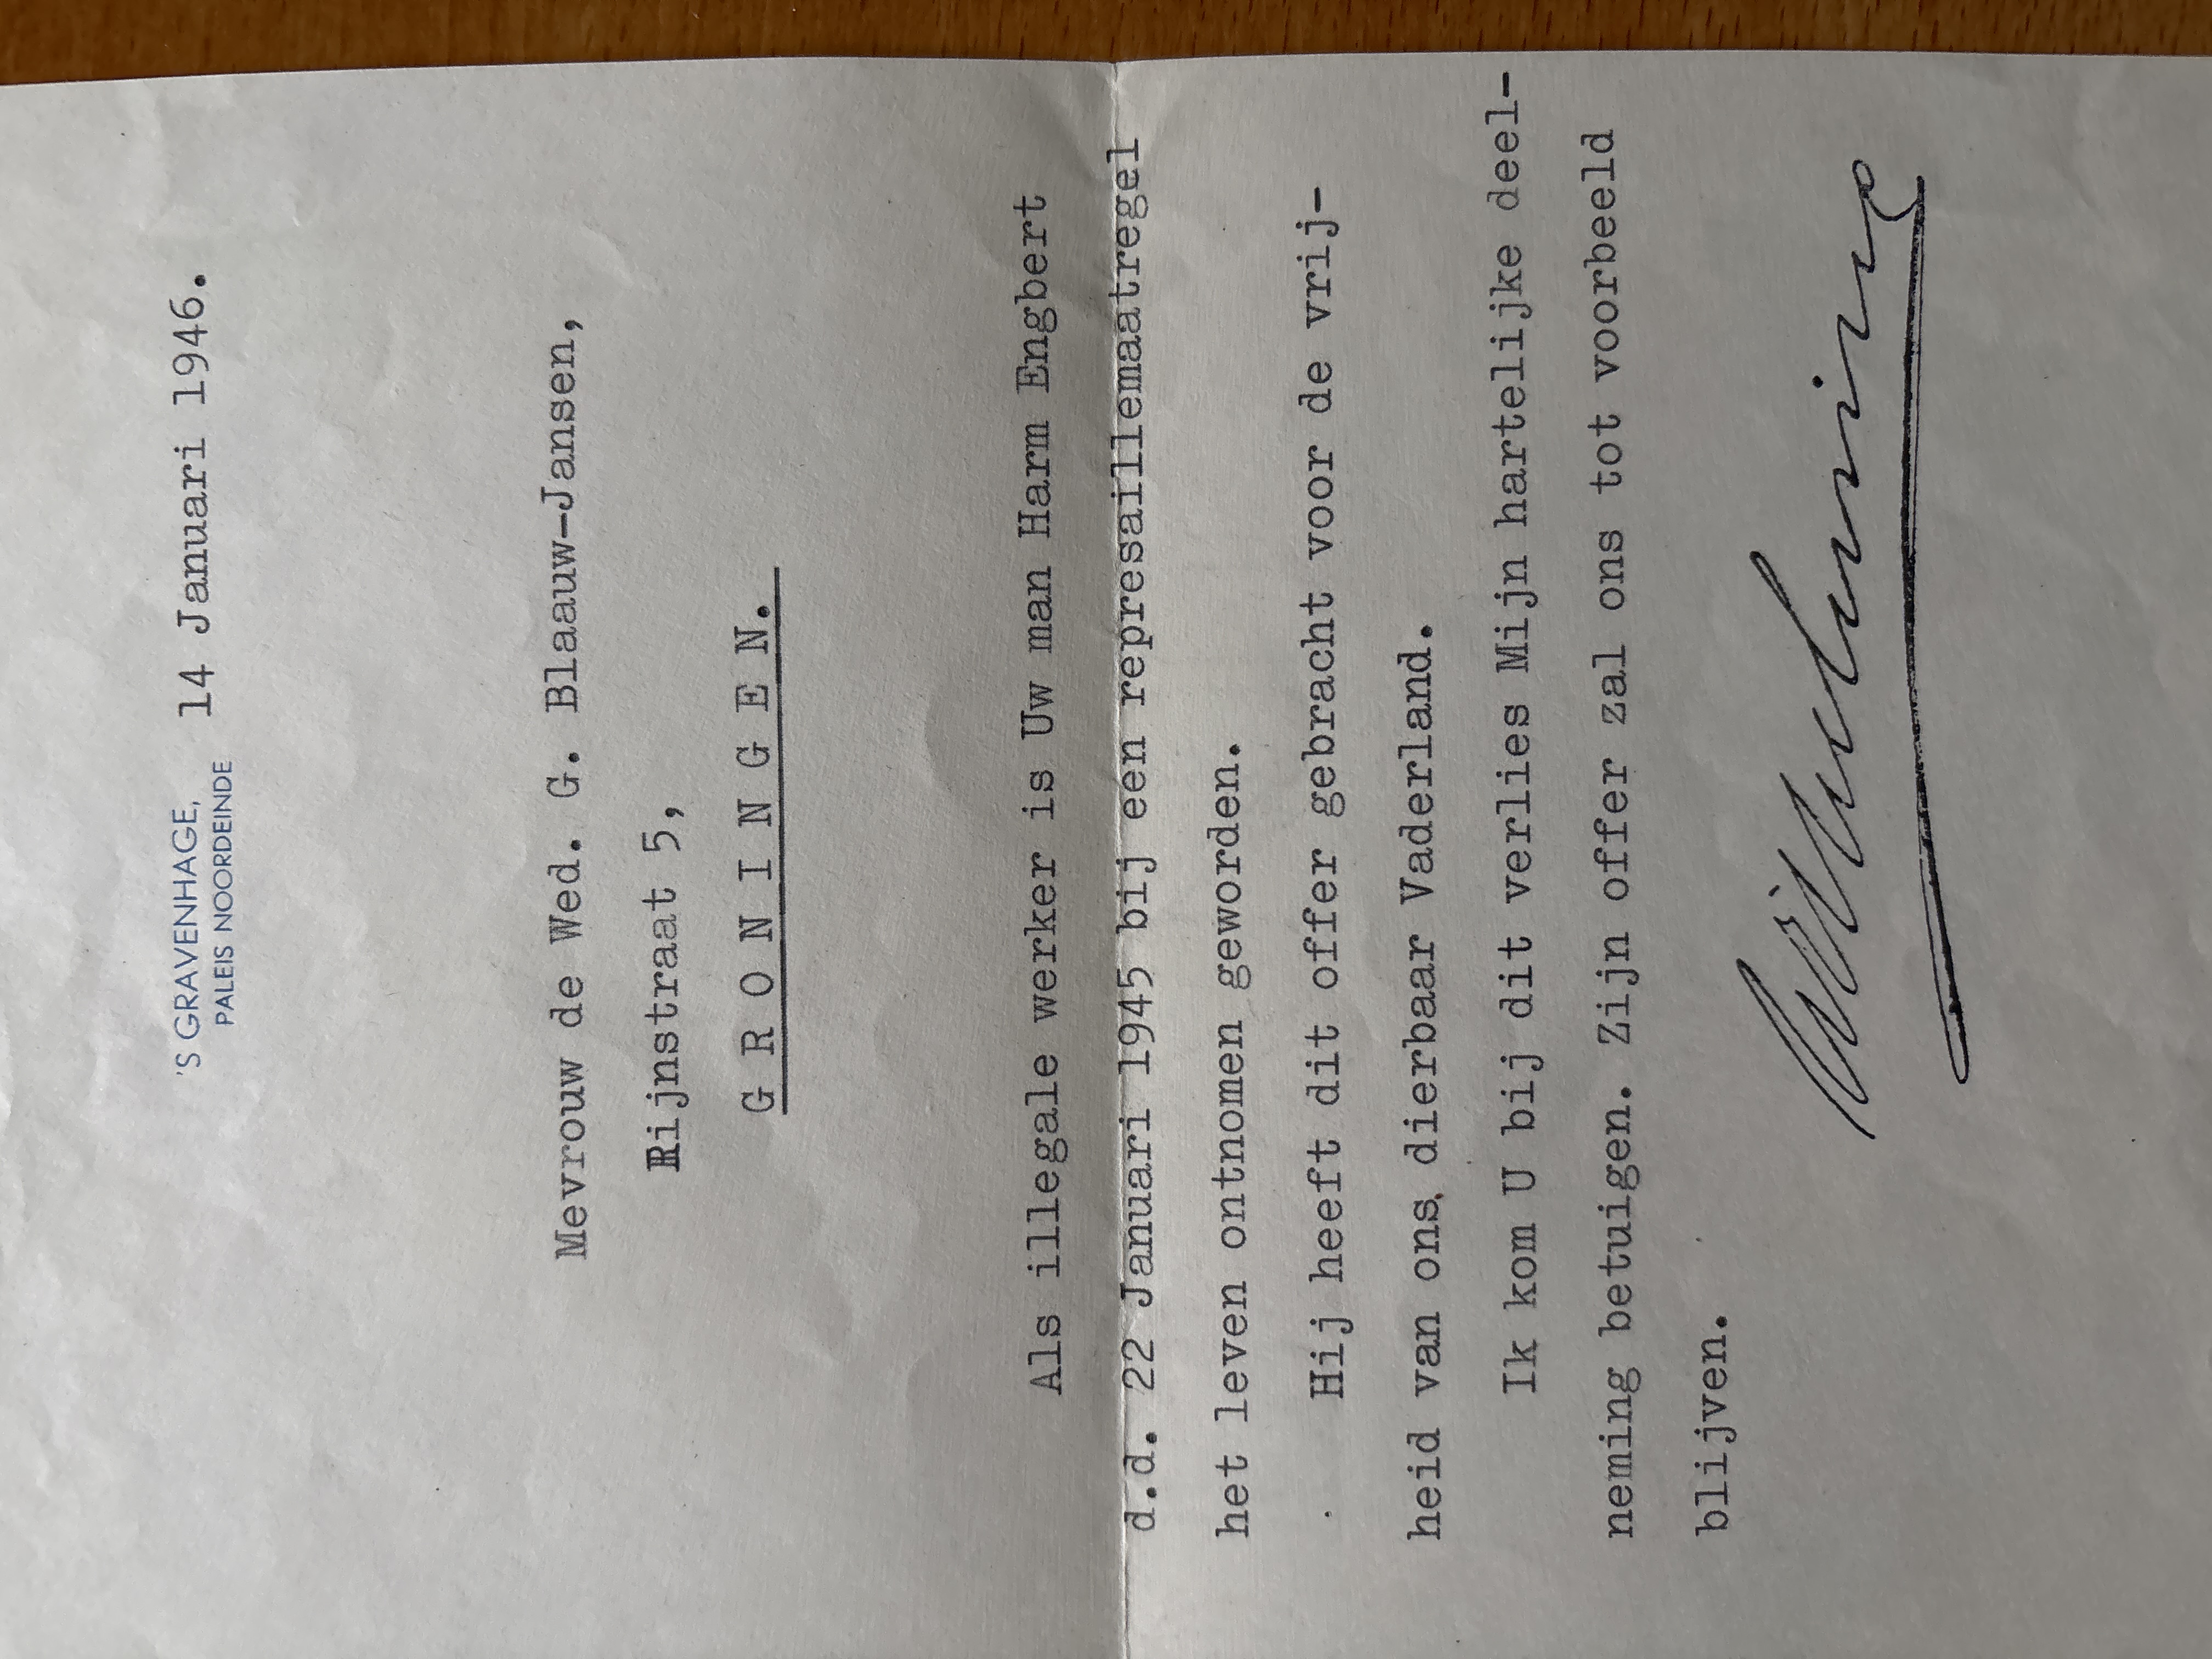 'S GRAVENHAGE, 14 Januari 1946.
PALEIS NOORDEINDE
Mevrouw de Wed. G. Blaauw-Jansen,
Rijnstraat 5,
G R O N I N G E N.
Als illegale werker is Uw man Harm Engbert
d.d. 22 Januari 1945 bij een represaillemaatregel
het leven ontnomen geworden.
Hij heeft dit offer gebracht voor de vrij-
heid van ons dierbaar Vaderland.
Ik kom U bij dit verlies Mijn hartelijke deel-
neming betuigen. Zijn offer zal ons tot voorbeeld
blijven.
Wilhelmina